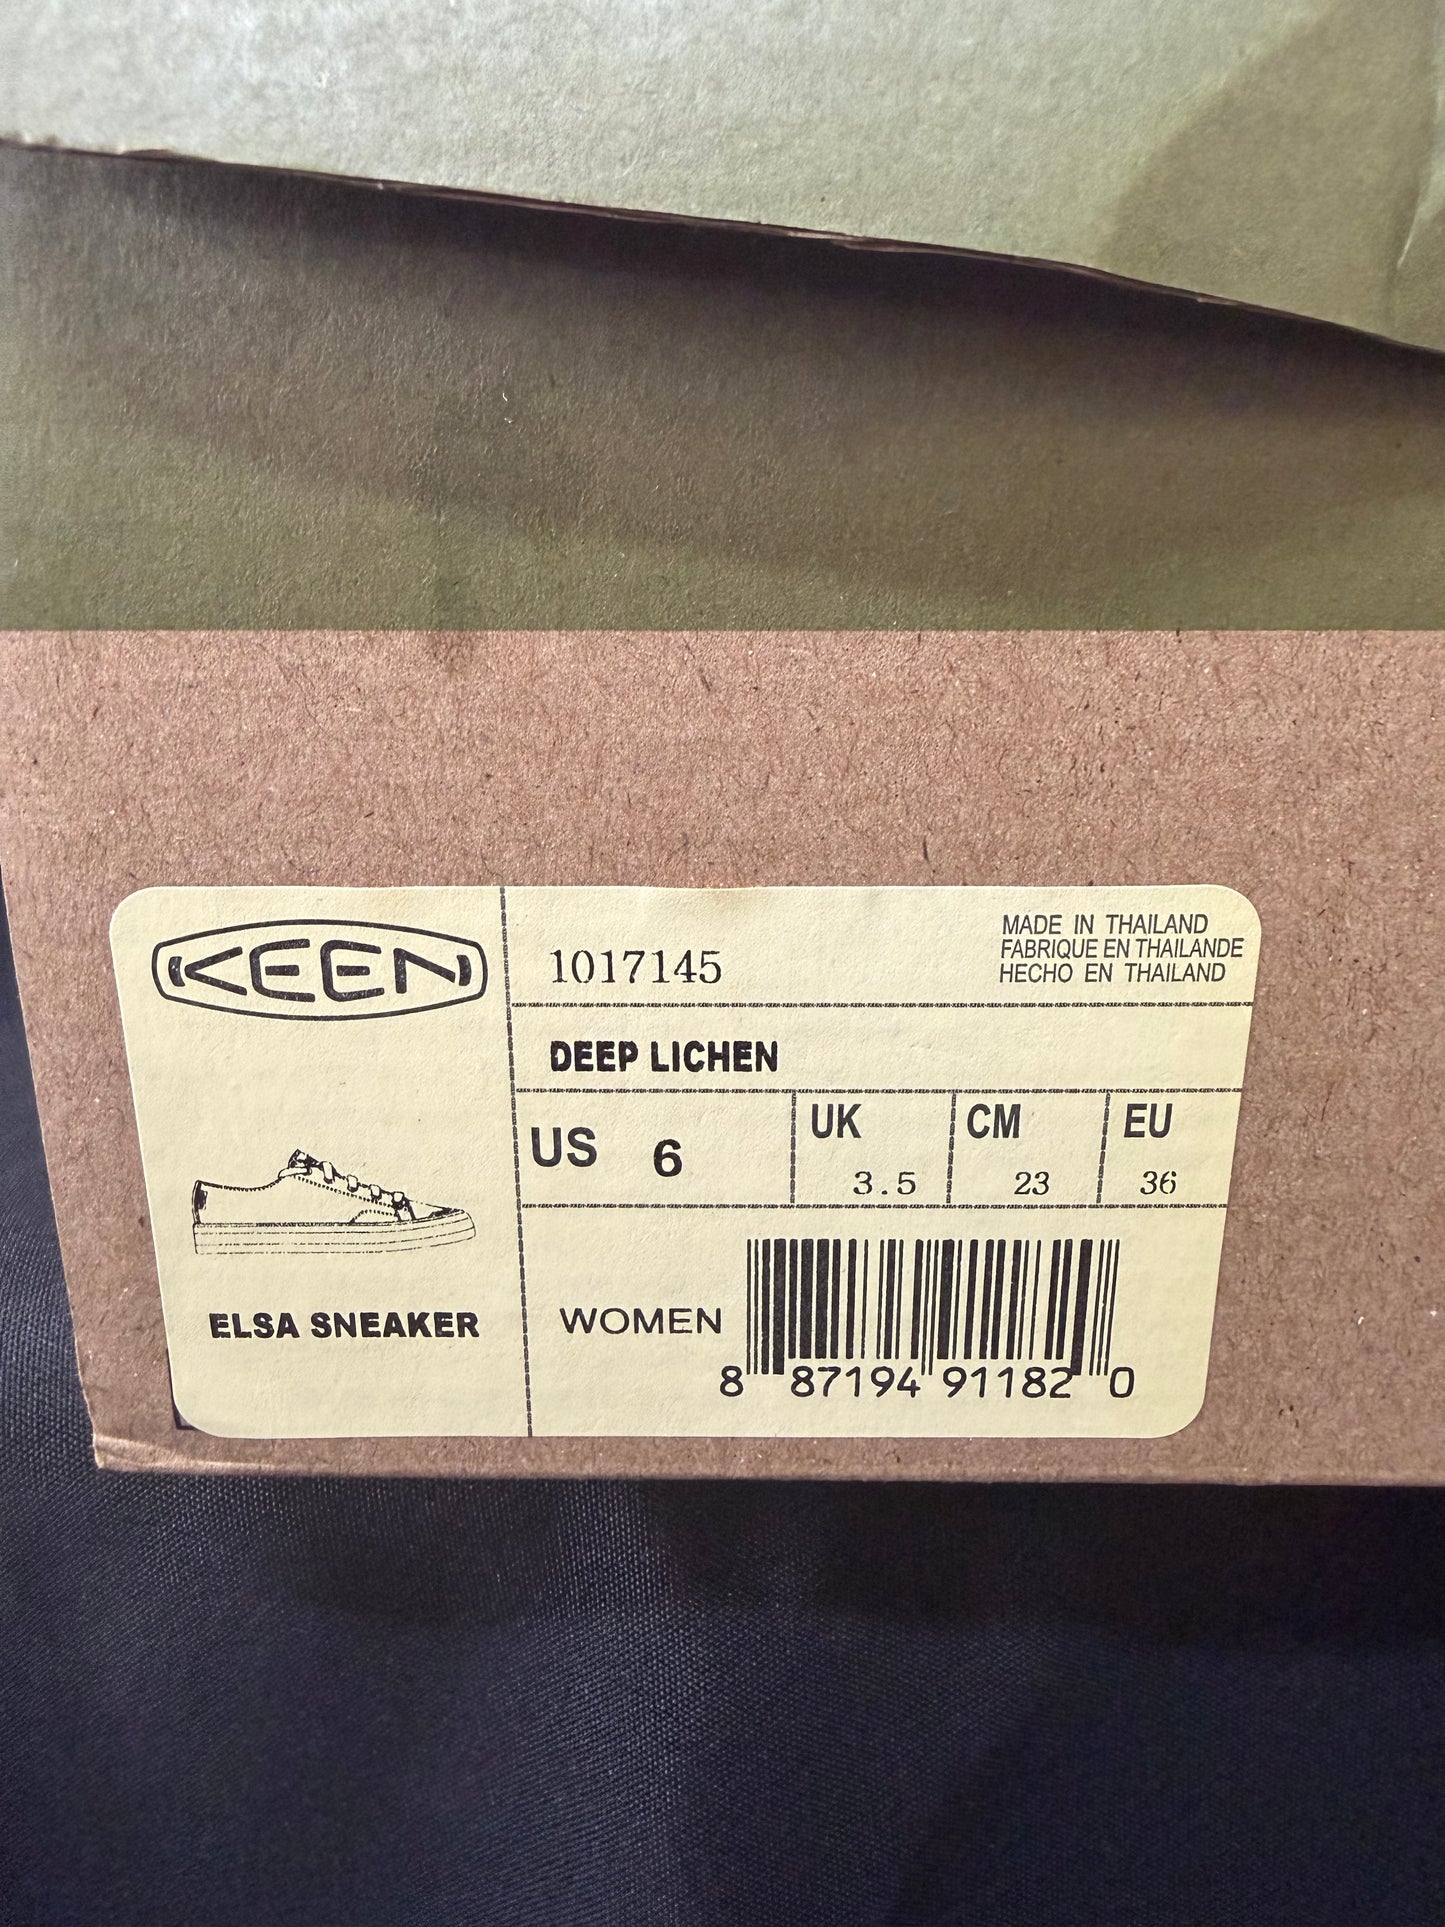 KEEN
1017145
MADE IN THAILAND
FABRIQUE EN THAILANDE
HECHO EN THAILAND
DEEP LICHEN
US 6
UK 3.5
CM 23
EU 36
ELSA SNEAKER
WOMEN
8 87194 91182 0